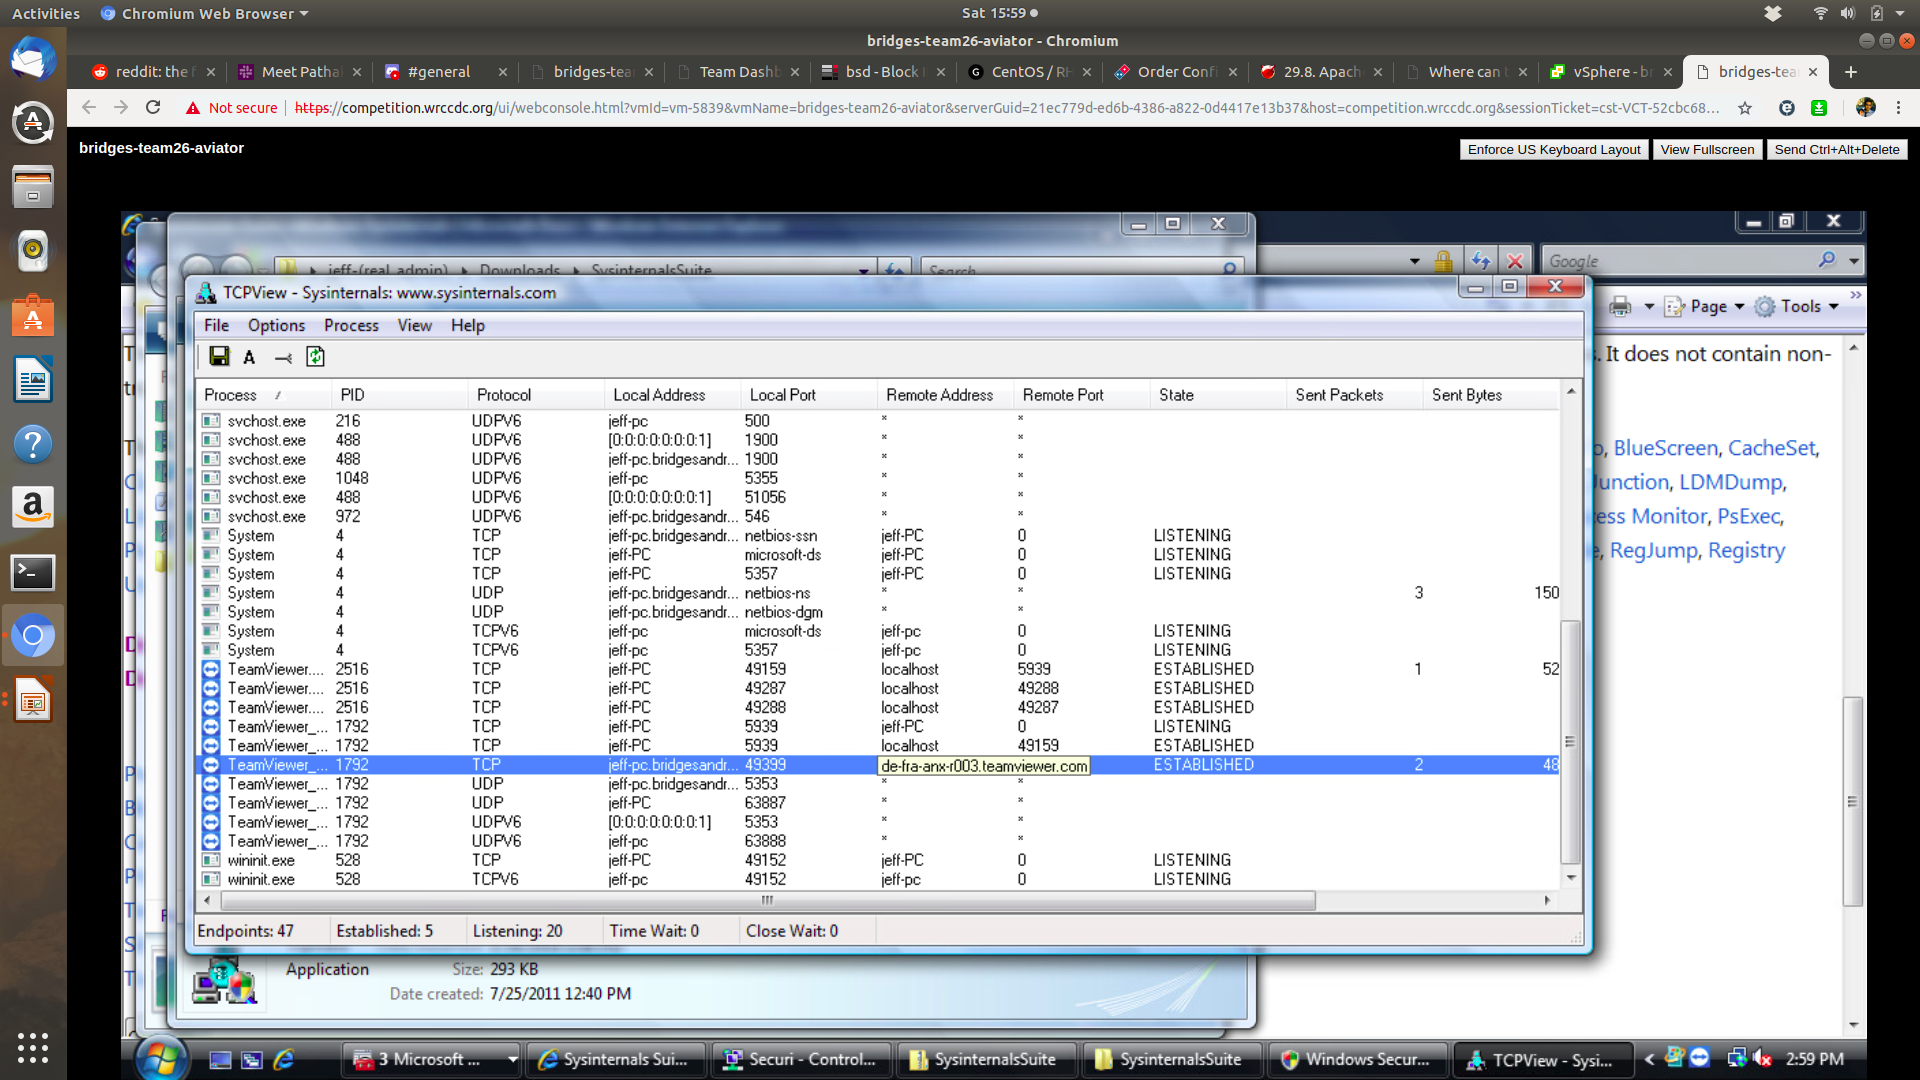 Activities Chromium Web Browser Sat 15:59
bridges-team26-aviator - Chromium
reddit: the f Meet Patha #general bridges-tea Team Dashb bsd - Block CentOS / RH Order Confi 29.8. Apach Where can bridges-tea vSphere - br
Not secure https://competition.wrccdc.org/ui/webconsole.html?vmId=vm-5839&vmName=bridges-team26-aviator&serverGuid=21ec779d-ed6b-4386-a822-0d4417e13b37&host=competition.wrccdc.org&sessionTicket=cst-VCT-52cbc68...
bridges-team26-aviator
Enforce US Keyboard Layout View Fullscreen Send Ctrl+Alt+Delete
jeff-(real admin) Downloads SysinternalsSuite Search
Google
TCPView - Sysinternals: www.sysinternals.com
File Options Process View Help
Page Tools
A
. It does not contain non-
Process PID Protocol Local Address Local Port Remote Address Remote Port State Sent Packets Sent Bytes
svchost.exe 216 UDPV6 jeff-pc 500 * *
svchost.exe 488 UDPV6 [0:0:0:0:0:0:0:1] 1900 * *
svchost.exe 488 UDPV6 jeff-pc.bridgesandr... 1900 * *
svchost.exe 1048 UDPV6 jeff-pc 5355 * *
svchost.exe 488 UDPV6 [0:0:0:0:0:0:0:1] 51056 * *
svchost.exe 972 UDPV6 jeff-pc.bridgesandr... 546 * *
System 4 TCP jeff-pc.bridgesandr... netbios-ssn jeff-PC 0 LISTENING
System 4 TCP jeff-PC microsoft-ds jeff-PC 0 LISTENING
System 4 TCP jeff-PC 5357 jeff-PC 0 LISTENING
System 4 UDP jeff-pc.bridgesandr... netbios-ns * * 3 150
System 4 UDP jeff-pc.bridgesandr... netbios-dgm * *
System 4 TCPV6 jeff-pc microsoft-ds jeff-pc 0 LISTENING
System 4 TCPV6 jeff-pc 5357 jeff-pc 0 LISTENING
TeamViewer.... 2516 TCP jeff-PC 49159 localhost 5939 ESTABLISHED 1 52
TeamViewer.... 2516 TCP jeff-PC 49287 localhost 49288 ESTABLISHED
TeamViewer.... 2516 TCP jeff-PC 49288 localhost 49287 ESTABLISHED
TeamViewer_... 1792 TCP jeff-PC 5939 jeff-PC 0 LISTENING
TeamViewer_... 1792 TCP jeff-PC 5939 localhost 49159 ESTABLISHED
TeamViewer_... 1792 TCP jeff-pc.bridgesandr... 49399 de-fra-anx-r003.teamviewer.com ESTABLISHED 2 48
TeamViewer_... 1792 UDP jeff-pc.bridgesandr... 5353 * *
TeamViewer_... 1792 UDP jeff-PC 63887 * *
TeamViewer_... 1792 UDPV6 [0:0:0:0:0:0:0:1] 5353 * *
TeamViewer_... 1792 UDPV6 jeff-pc 63888 * *
wininit.exe 528 TCP jeff-PC 49152 jeff-PC 0 LISTENING
wininit.exe 528 TCPV6 jeff-pc 49152 jeff-pc 0 LISTENING
, BlueScreen, CacheSet,
Junction, LDMDump,
Monitor, PsExec,
, RegJump, Registry
Endpoints: 47 Established: 5 Listening: 20 Time Wait: 0 Close Wait: 0
Application Size: 293 KB
Date created: 7/25/2011 12:40 PM
3 Microsoft ... Sysinternals Sui... Securi - Control... SysinternalsSuite SysinternalsSuite Windows Secur... TCPView - Sysi... 2:59 PM